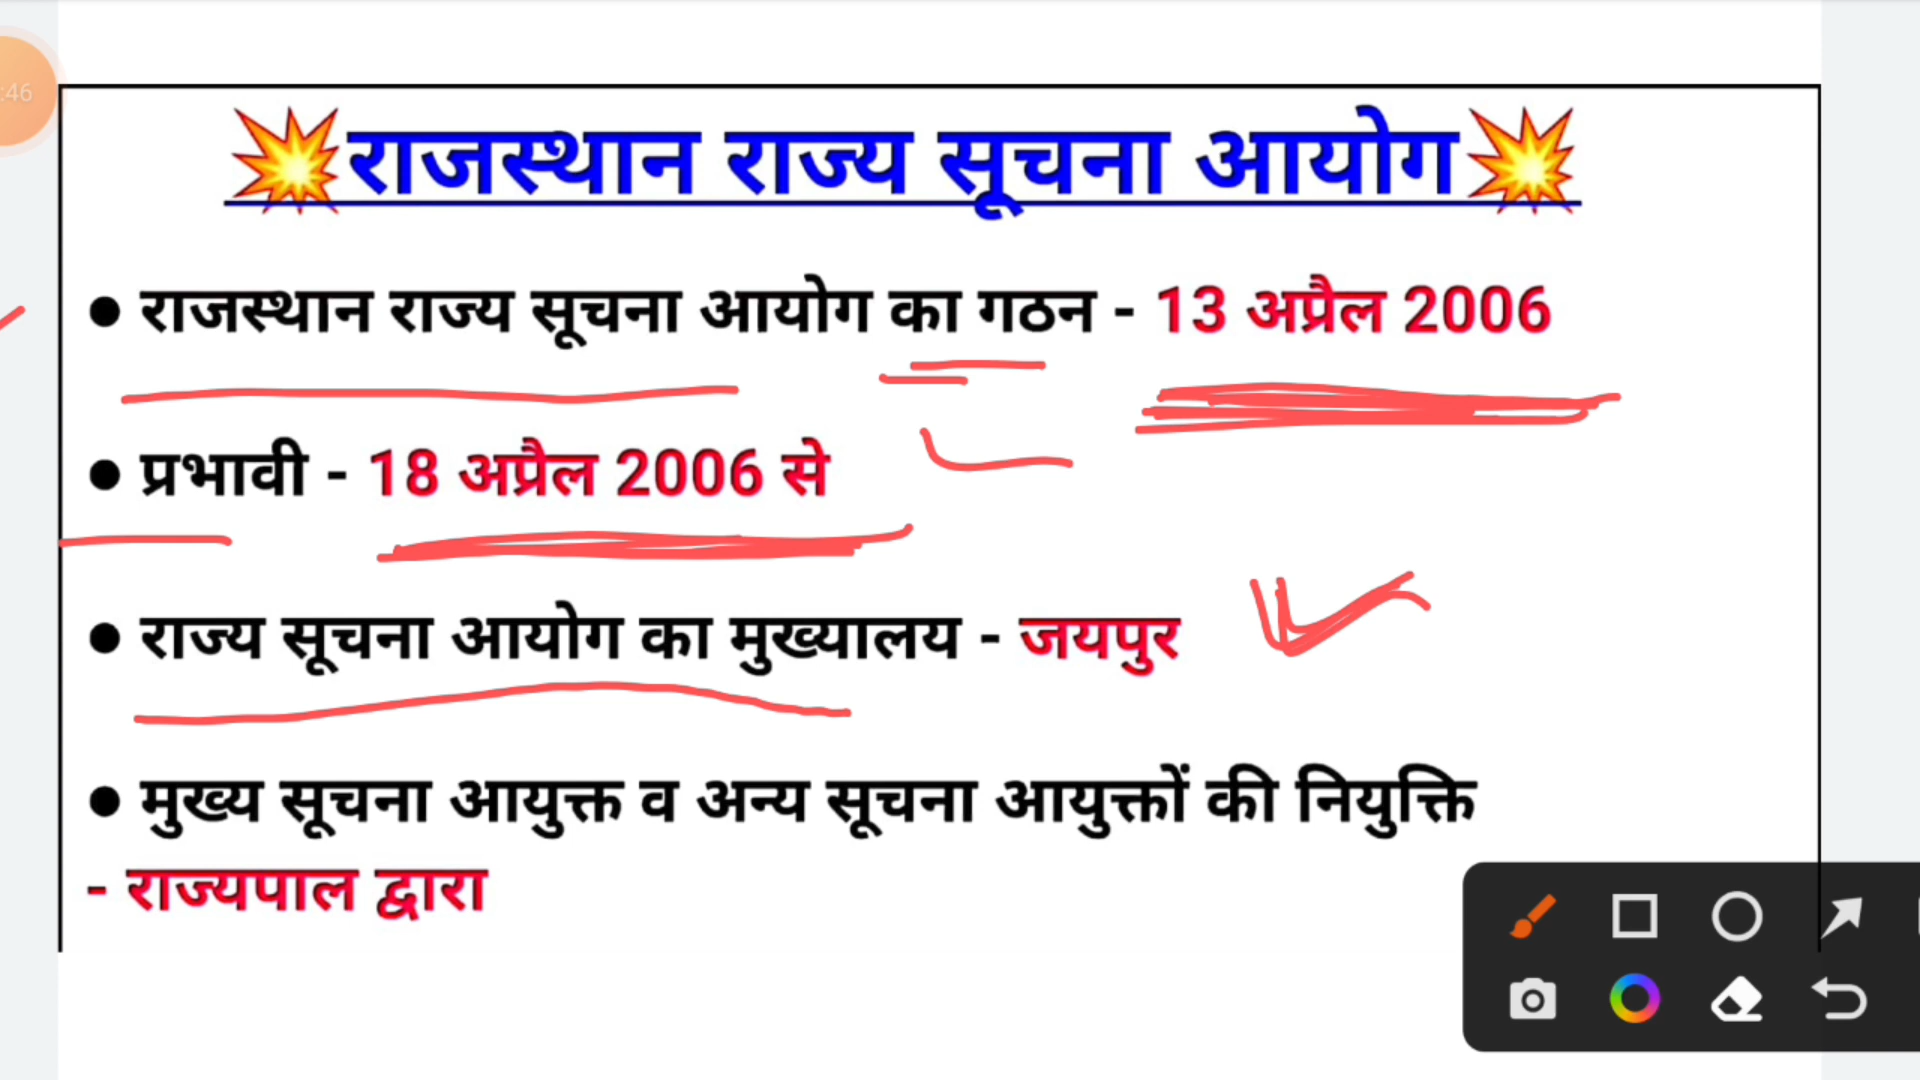 :46
💥राजस्थान राज्य सूचना आयोग💥
● राजस्थान राज्य सूचना आयोग का गठन - 13 अप्रैल 2006
● प्रभावी - 18 अप्रैल 2006 से
● राज्य सूचना आयोग का मुख्यालय - जयपुर
● मुख्य सूचना आयुक्त व अन्य सूचना आयुक्तों की नियुक्ति
- राज्यपाल द्वारा